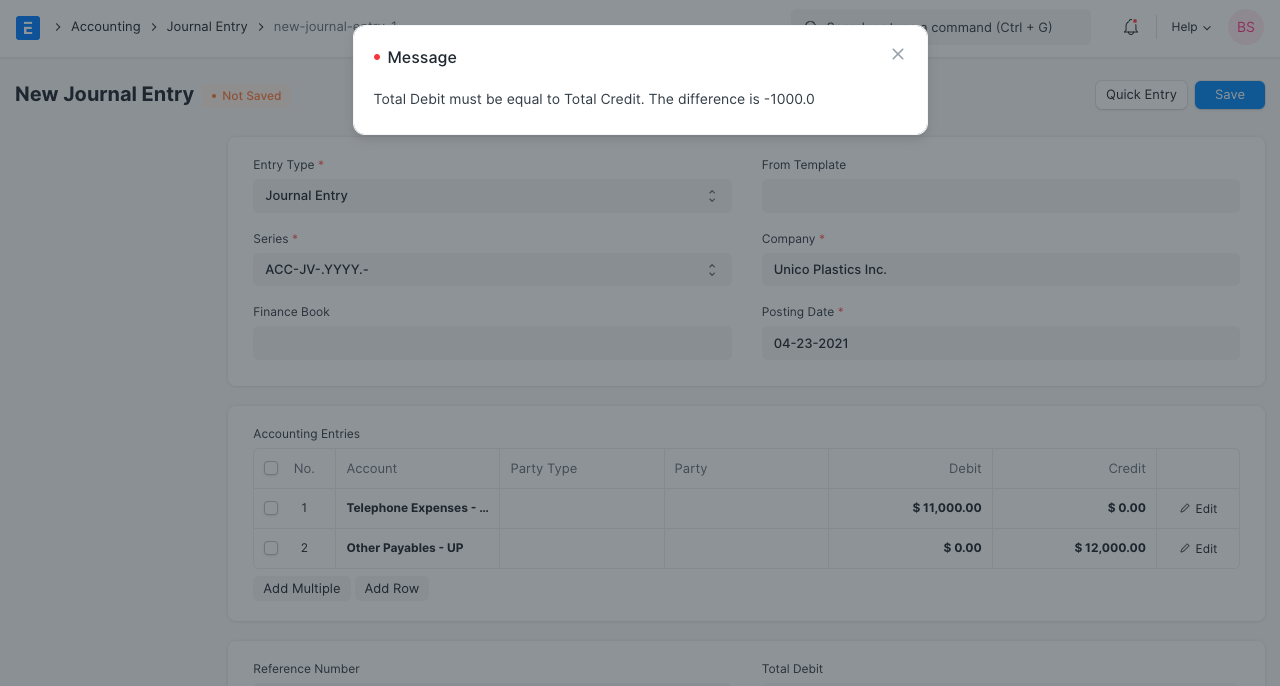 E
Accounting
Journal Entry
new-journal-entry-1
command (Ctrl + G)
Help
BS
Message
Total Debit must be equal to Total Credit. The difference is -1000.0
New Journal Entry
Not Saved
Quick Entry
Save
Entry Type *
From Template
Journal Entry
Series *
Company *
ACC-JV-.YYYY.-
Unico Plastics Inc.
Finance Book
Posting Date *
04-23-2021
Accounting Entries
No. Account Party Type Party Debit Credit
1 Telephone Expenses - ... $ 11,000.00 $ 0.00 Edit
2 Other Payables - UP $ 0.00 $ 12,000.00 Edit
Add Multiple Add Row
Reference Number
Total Debit